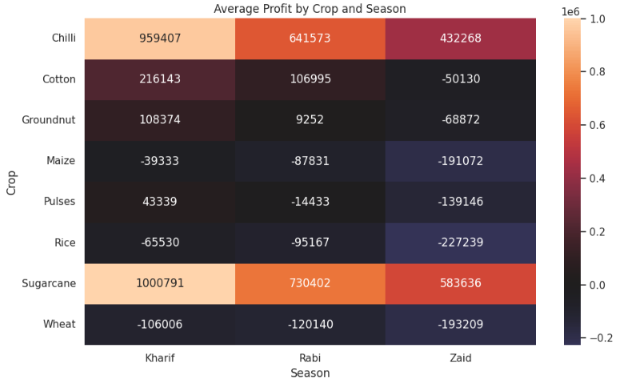 Average Profit by Crop and Season
1e6
Chilli 959407 641573 432268
Cotton 216143 106995 -50130
Groundnut 108374 9252 -68872
Maize -39333 -87831 -191072
Pulses 43339 -14433 -139146
Rice -65530 -95167 -227239
Sugarcane 1000791 730402 583636
Wheat -106006 -120140 -193209
Kharif Rabi Zaid
Season
Crop
1.0
0.8
0.6
0.4
0.2
0.0
−0.2